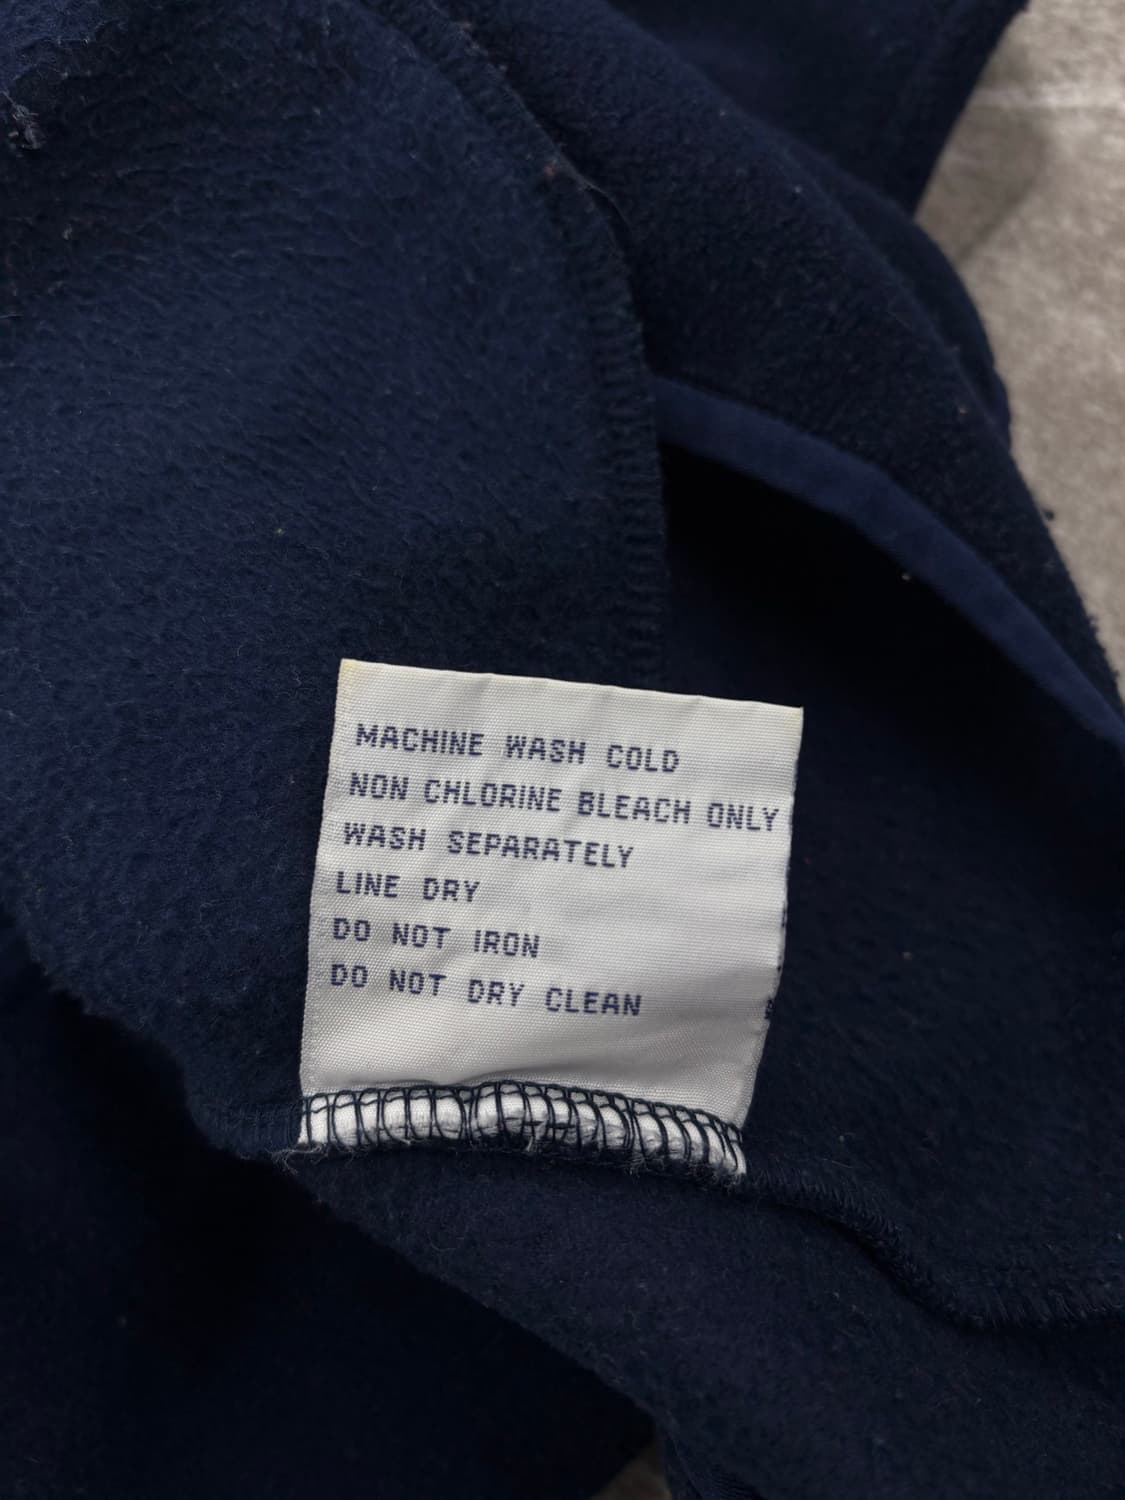 MACHINE WASH COLD
NON CHLORINE BLEACH ONLY
WASH SEPARATELY
LINE DRY
DO NOT IRON
DO NOT DRY CLEAN